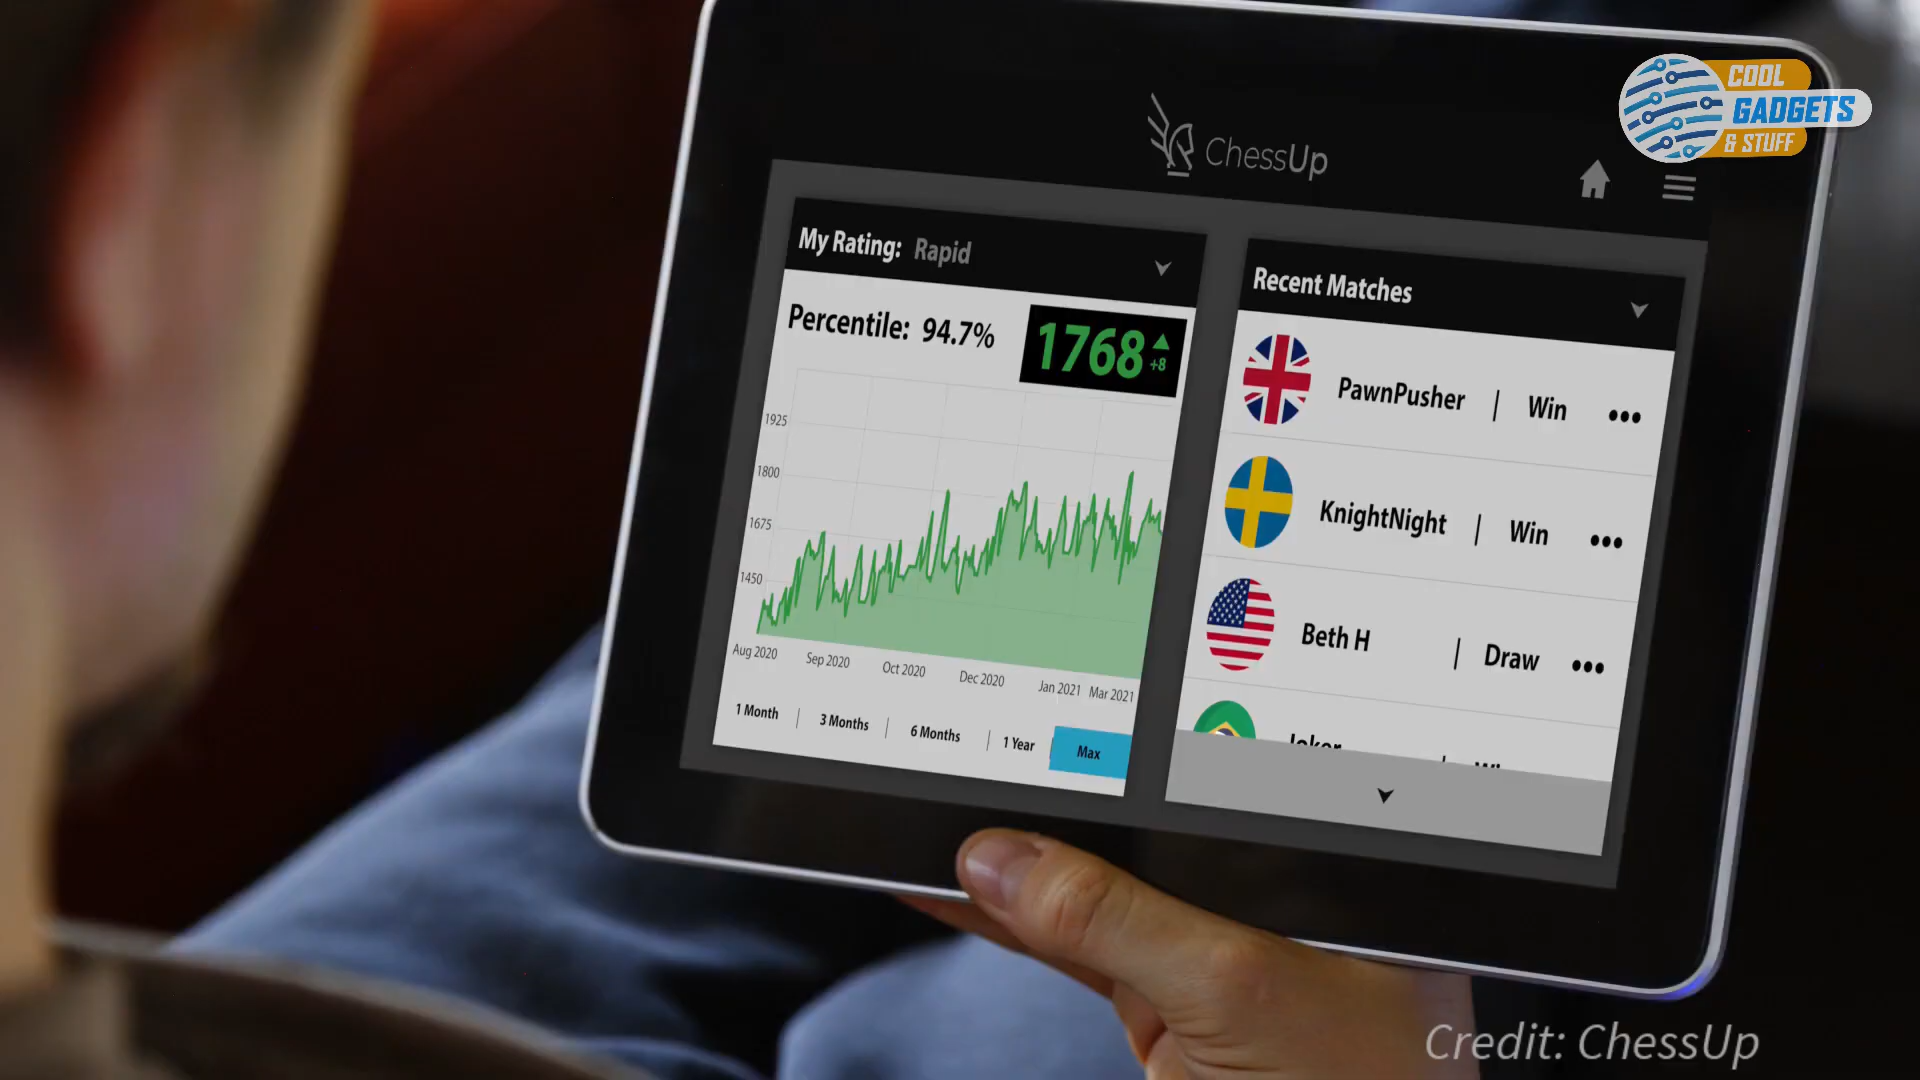 COOL
GADGETS
& STUFF
ChessUp
My Rating: Rapid
Percentile: 94.7%
1768
+8
1925
1800
1675
1450
Aug 2020 Sep 2020 Oct 2020 Dec 2020 Jan 2021 Mar 2021
1 Month | 3 Months | 6 Months | 1 Year Max
Recent Matches
PawnPusher | Win
KnightNight | Win
Beth H | Draw
Joker | Wi
Credit: ChessUp